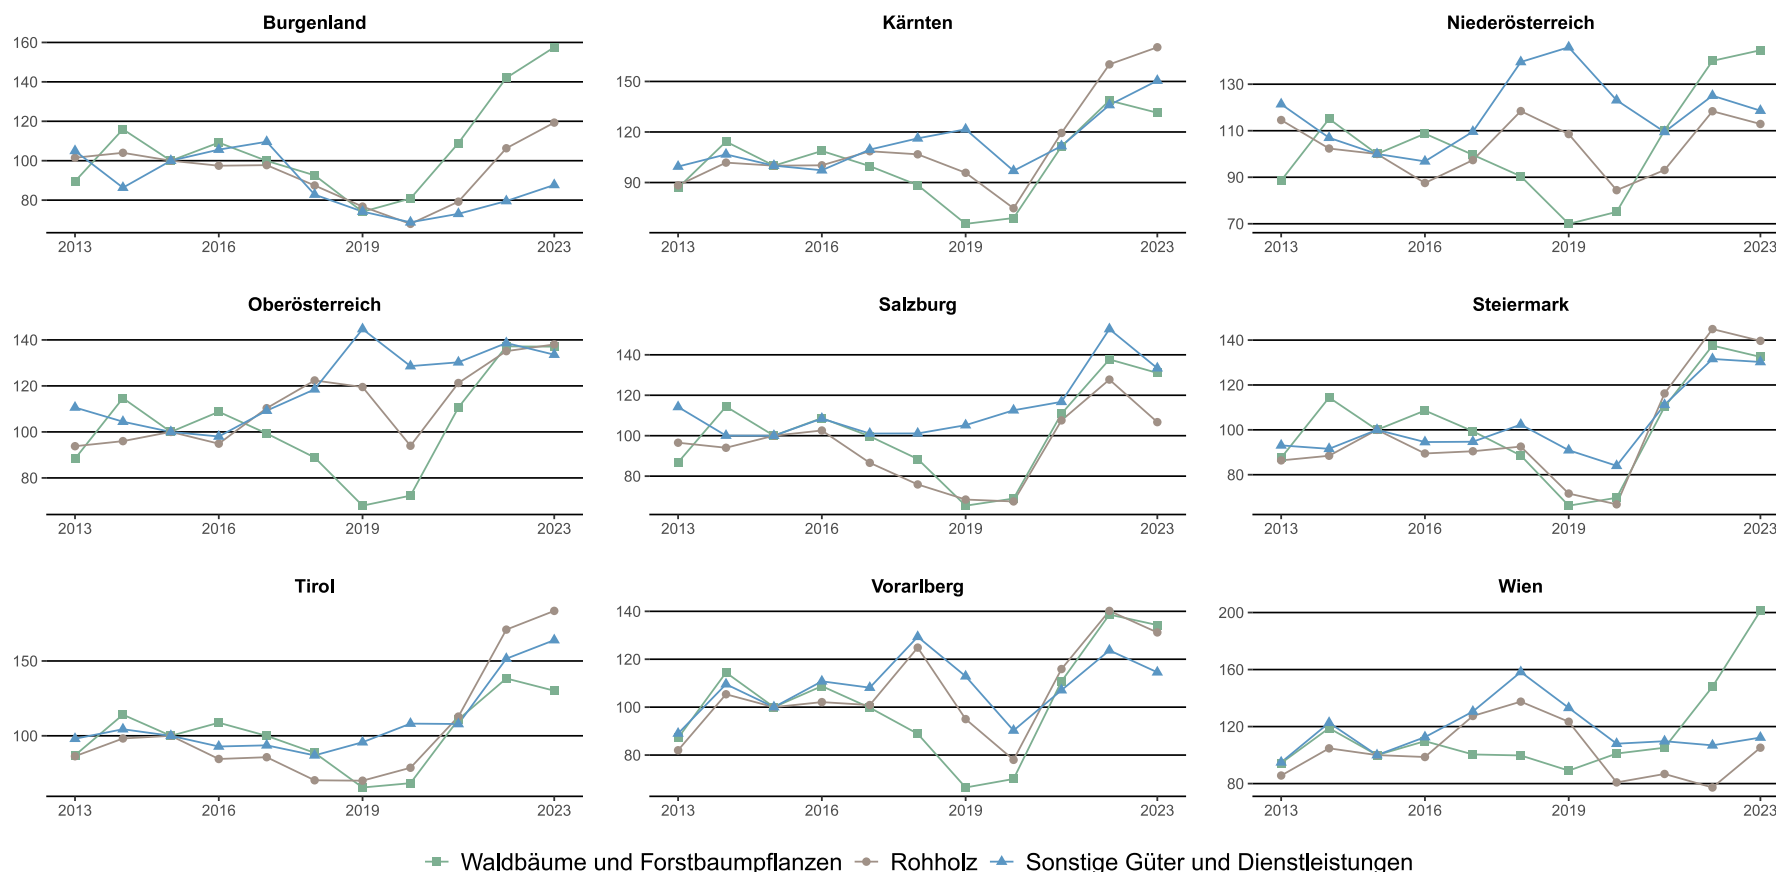 Burgenland
160
140
120
100
80
2013 2016 2019 2023
Kärnten
150
120
90
2013 2016 2019 2023
Niederösterreich
130
110
90
70
2013 2016 2019 2023
Oberösterreich
140
120
100
80
2013 2016 2019 2023
Salzburg
140
120
100
80
2013 2016 2019 2023
Steiermark
140
120
100
80
2013 2016 2019 2023
Tirol
150
100
2013 2016 2019 2023
Vorarlberg
140
120
100
80
2013 2016 2019 2023
Wien
200
160
120
80
2013 2016 2019 2023
Waldbäume und Forstbaumpflanzen Rohholz Sonstige Güter und Dienstleistungen